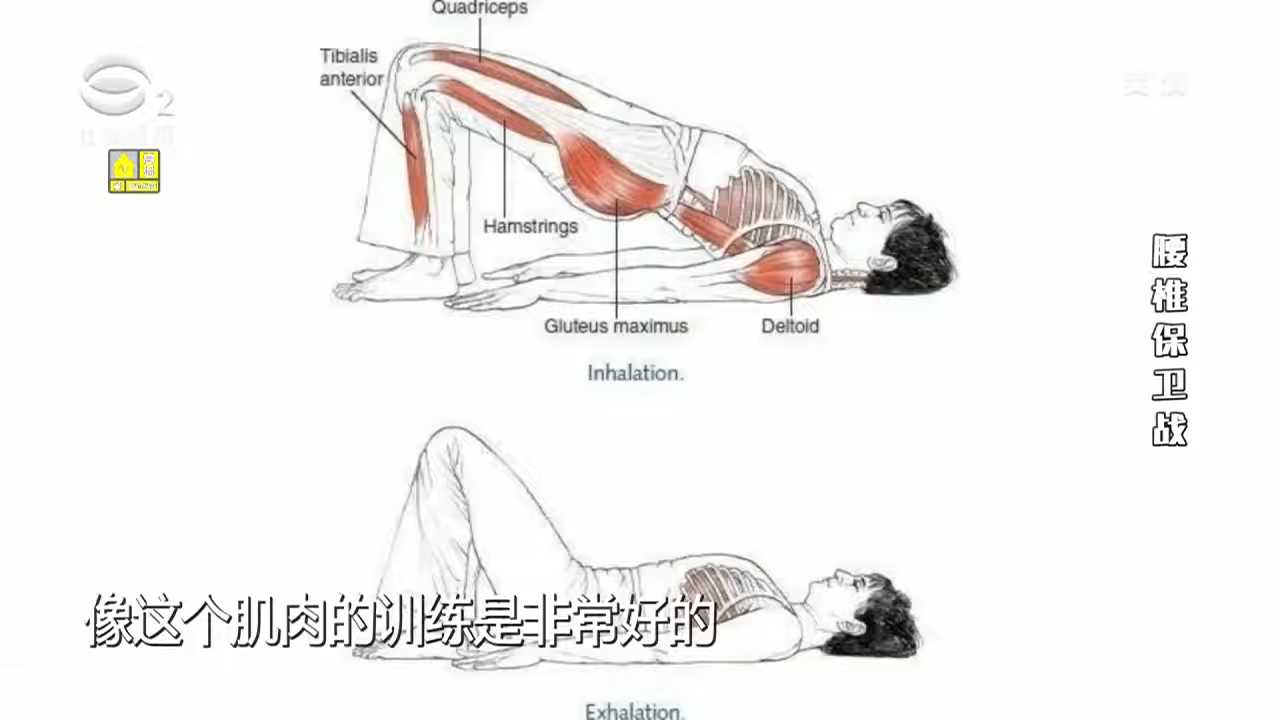 Quadriceps
Tibialis
anterior
2
Hamstrings
Gluteus maximus
Deltoid
Inhalation.
腰椎保卫战
像这个肌肉的训练是非常好的
Exhalation.